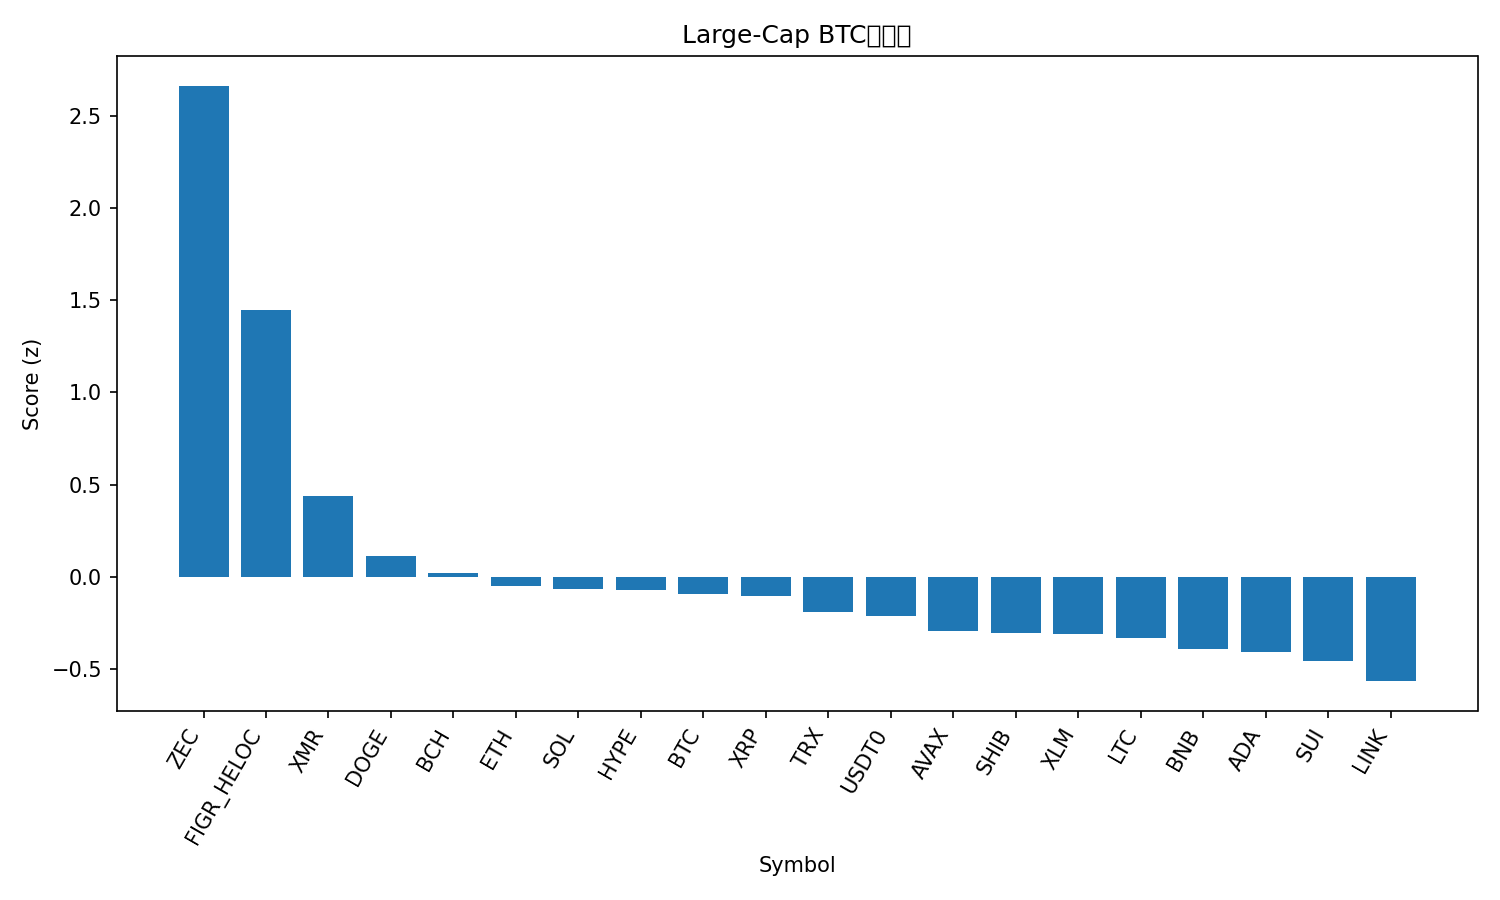 Large-Cap BTC
2.5
2.0
1.5
1.0
0.5
0.0
−0.5
Score (z)
ZEC
FIGR_HELOC
XMR
DOGE
BCH
ETH
SOL
HYPE
BTC
XRP
TRX
USDT0
AVAX
SHIB
XLM
LTC
BNB
ADA
SUI
LINK
Symbol